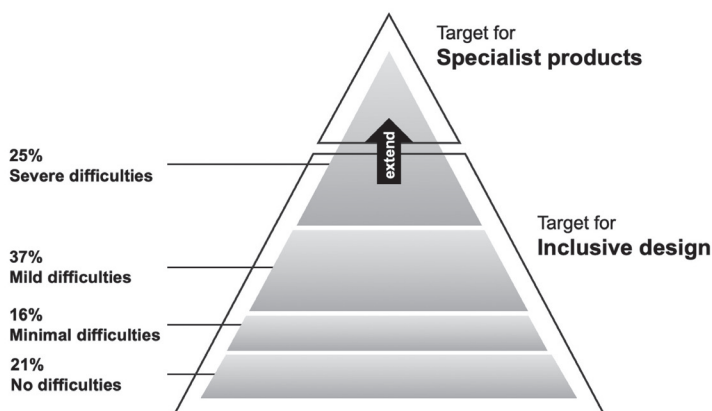 Target for
Specialist products
extend
25%
Severe difficulties
Target for
Inclusive design
37%
Mild difficulties
16%
Minimal difficulties
21%
No difficulties